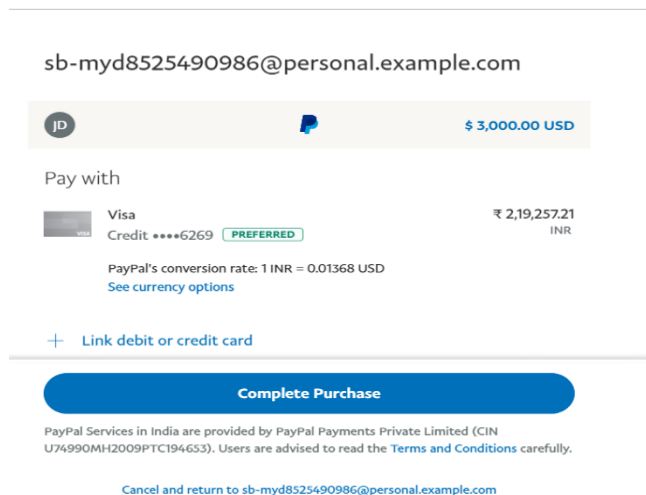 sb-myd8525490986@personal.example.com
JD $ 3,000.00 USD
Pay with
Visa ₹ 2,19,257.21
Credit ••••6269 PREFERRED INR
VISA
PayPal's conversion rate: 1 INR = 0.01368 USD
See currency options
+ Link debit or credit card
Complete Purchase
PayPal Services in India are provided by PayPal Payments Private Limited (CIN
U74990MH2009PTC194653). Users are advised to read the Terms and Conditions carefully.
Cancel and return to sb-myd8525490986@personal.example.com